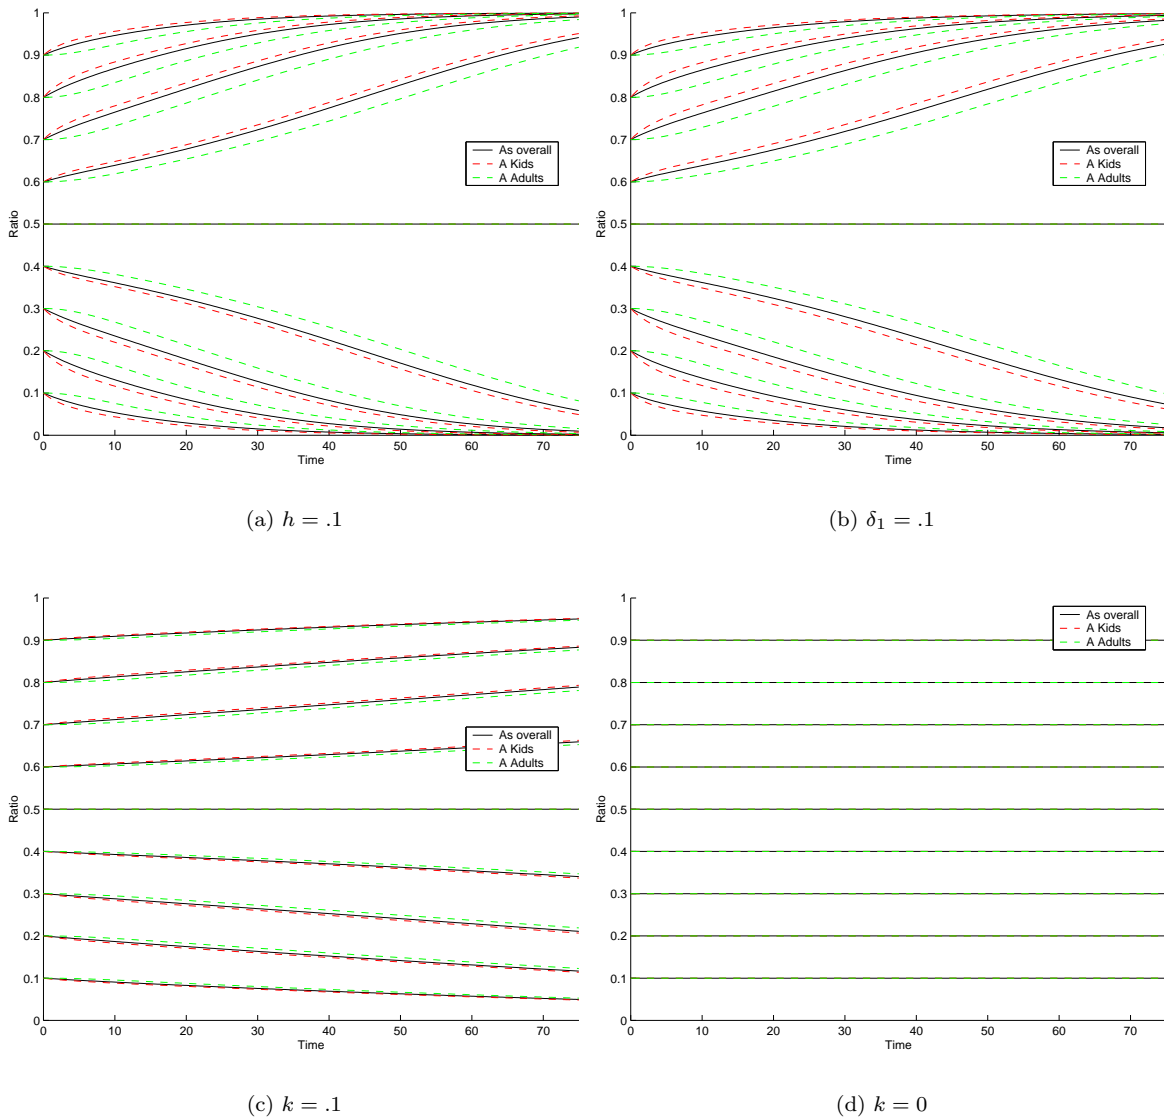 1
0.9
0.8
0.7
0.6
0.5
0.4
0.3
0.2
0.1
0
Ratio
0 10 20 30 40 50 60 70
Time
As overall
A Kids
A Adults
(a) h = .1
1
0.9
0.8
0.7
0.6
0.5
0.4
0.3
0.2
0.1
0
Ratio
0 10 20 30 40 50 60 70
Time
As overall
A Kids
A Adults
(b) δ₁ = .1
1
0.9
0.8
0.7
0.6
0.5
0.4
0.3
0.2
0.1
0
Ratio
0 10 20 30 40 50 60 70
Time
As overall
A Kids
A Adults
(c) k = .1
1
0.9
0.8
0.7
0.6
0.5
0.4
0.3
0.2
0.1
0
Ratio
0 10 20 30 40 50 60 70
Time
As overall
A Kids
A Adults
(d) k = 0